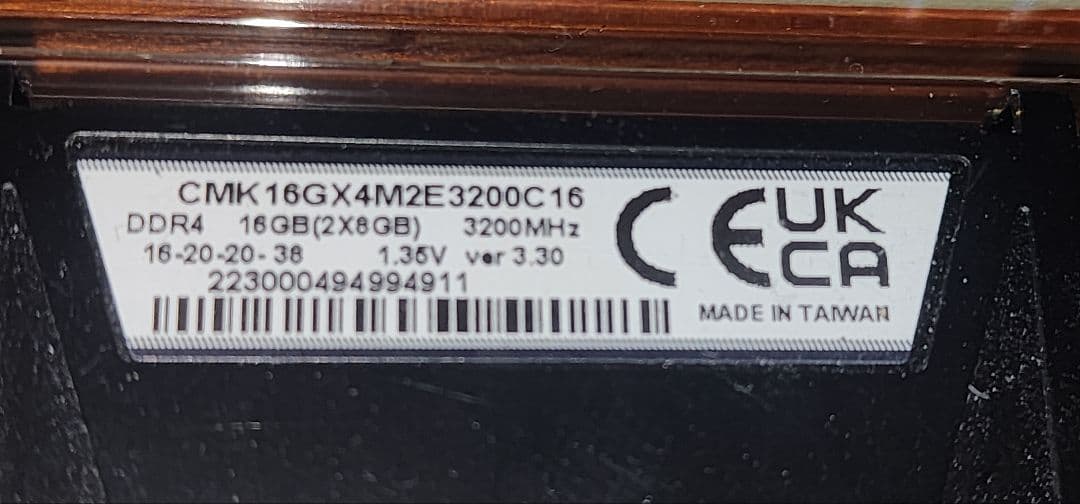 CMK16GX4M2E3200C16
DDR4 16GB(2X8GB) 3200MHz
16-20-20-38 1.35V ver 3.30
223000494994911
CE UK
CA
MADE IN TAIWAN